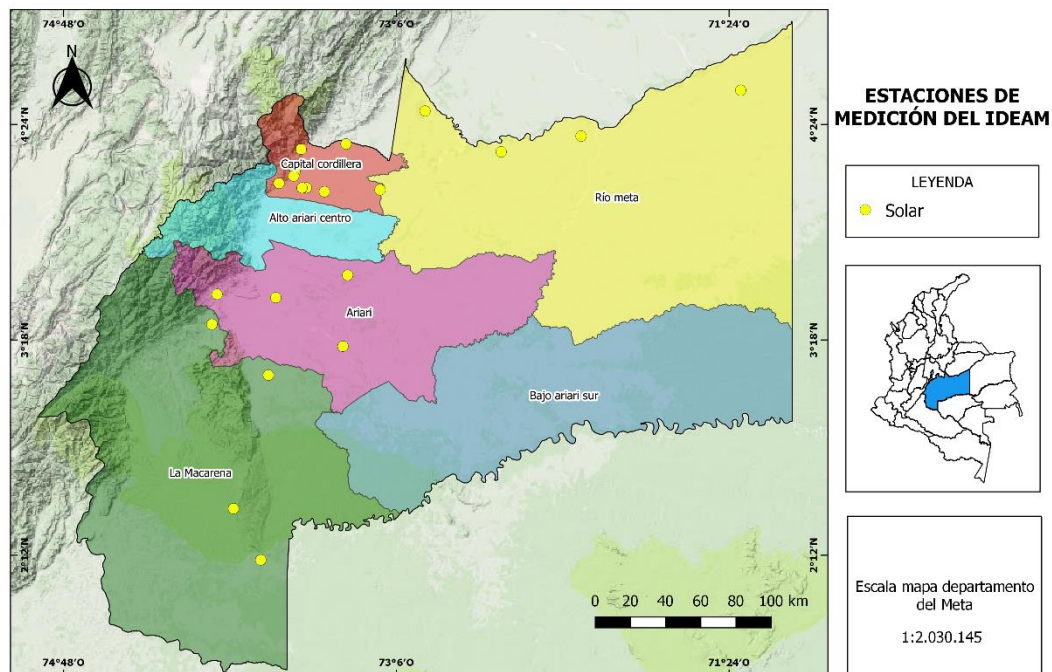 74°48'O 73°6'O 71°24'O
N
4°24'N 4°24'N
Capital cordillera
Río meta
Alto ariari centro
Ariari
3°18'N 3°18'N
Bajo ariari sur
La Macarena
2°12'N 2°12'N
0 20 40 60 80 100 km
74°48'O 73°6'O 71°24'O
ESTACIONES DE
MEDICIÓN DEL IDEAM
LEYENDA
Solar
Escala mapa departamento
del Meta
1:2.030.145